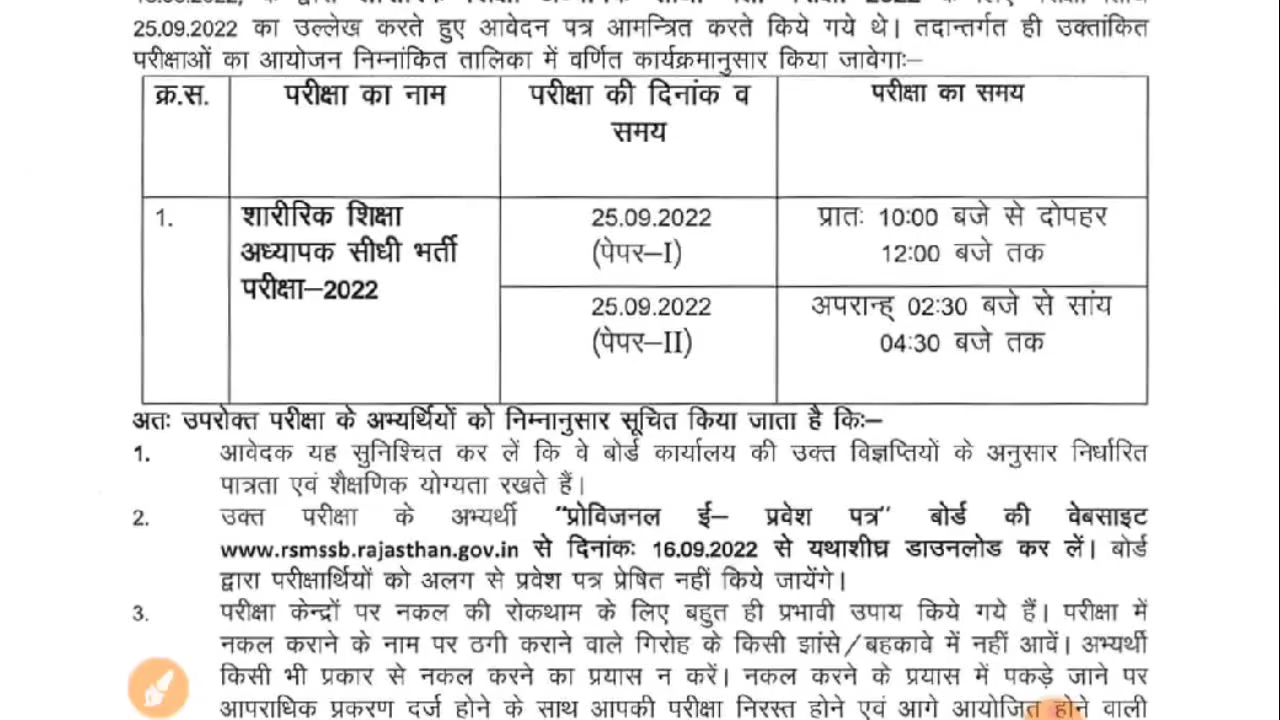 25.09.2022 का उल्लेख करते हुए आवेदन पत्र आमन्त्रित करते किये गये थे। तदान्तर्गत ही उक्तांकित
परीक्षाओं का आयोजन निम्नांकित तालिका में वर्णित कार्यक्रमानुसार किया जावेगाः–
क्र.स. परीक्षा का नाम परीक्षा की दिनांक व परीक्षा का समय
समय
1. शारीरिक शिक्षा 25.09.2022 प्रातः 10:00 बजे से दोपहर
अध्यापक सीधी भर्ती (पेपर–I) 12:00 बजे तक
परीक्षा–2022
25.09.2022 अपरान्ह् 02:30 बजे से सांय
(पेपर–II) 04:30 बजे तक
अतः उपरोक्त परीक्षा के अभ्यर्थियों को निम्नानुसार सूचित किया जाता है किः–
1. आवेदक यह सुनिश्चित कर लें कि वे बोर्ड कार्यालय की उक्त विज्ञप्तियों के अनुसार निर्धारित
पात्रता एवं शैक्षणिक योग्यता रखते हैं।
2. उक्त परीक्षा के अभ्यर्थी "प्रोविजनल ई– प्रवेश पत्र" बोर्ड की वेबसाइट
www.rsmssb.rajasthan.gov.in से दिनांकः 16.09.2022 से यथाशीघ्र डाउनलोड कर लें। बोर्ड
द्वारा परीक्षार्थियों को अलग से प्रवेश पत्र प्रेषित नहीं किये जायेंगे।
3. परीक्षा केन्द्रों पर नकल की रोकथाम के लिए बहुत ही प्रभावी उपाय किये गये हैं। परीक्षा में
नकल कराने के नाम पर ठगी कराने वाले गिरोह के किसी झांसे/बहकावे में नहीं आवें। अभ्यर्थी
किसी भी प्रकार से नकल करने का प्रयास न करें। नकल करने के प्रयास में पकड़े जाने पर
आपराधिक प्रकरण दर्ज होने के साथ आपकी परीक्षा निरस्त होने एवं आगे आयोजित होने वाली